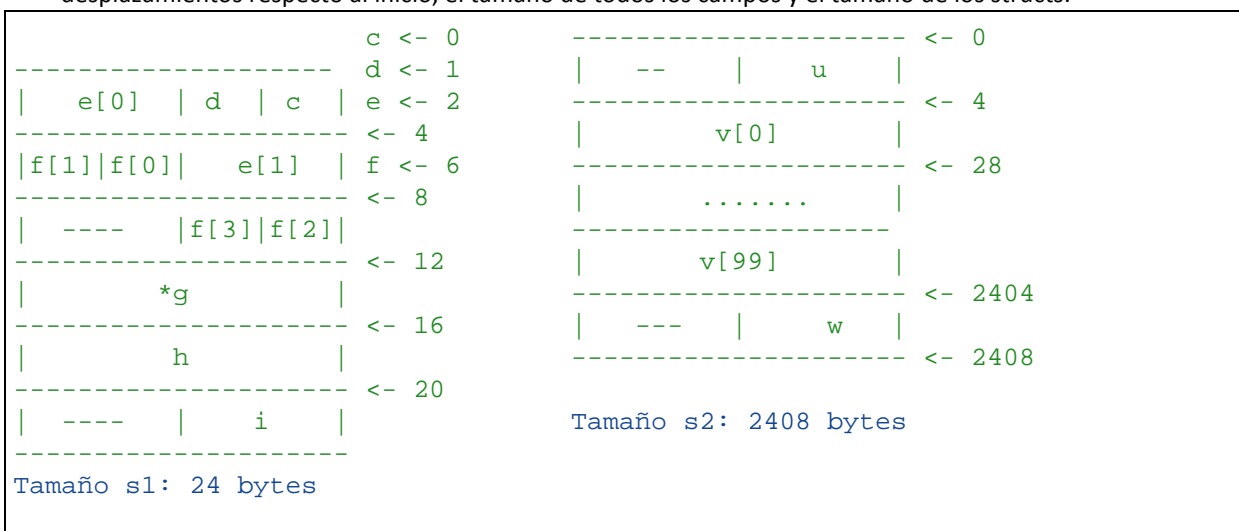 desplazamientos respecto al inicio, el tamaño de todos los campos y el tamaño de los structs.
c <- 0
-------------------- d <- 1
| e[0] | d | c | e <- 2
--------------------- <- 4
|f[1]|f[0]| e[1] | f <- 6
--------------------- <- 8
| ---- |f[3]|f[2]|
--------------------- <- 12
| *g |
--------------------- <- 16
| h |
--------------------- <- 20
| ---- | i |
---------------------
Tamaño s1: 24 bytes
--------------------- <- 0
| -- | u |
--------------------- <- 4
| v[0] |
--------------------- <- 28
| ....... |
--------------------
| v[99] |
--------------------- <- 2404
| --- | w |
--------------------- <- 2408
Tamaño s2: 2408 bytes